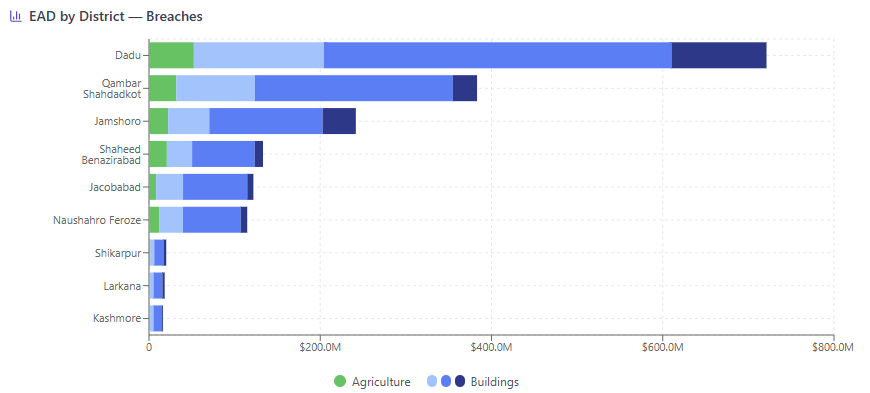 EAD by District — Breaches
Dadu
Qambar
Shahdadkot
Jamshoro
Shaheed
Benazirabad
Jacobabad
Naushahro Feroze
Shikarpur
Larkana
Kashmore
0
$200.0M
$400.0M
$600.0M
$800.0M
Agriculture
Buildings